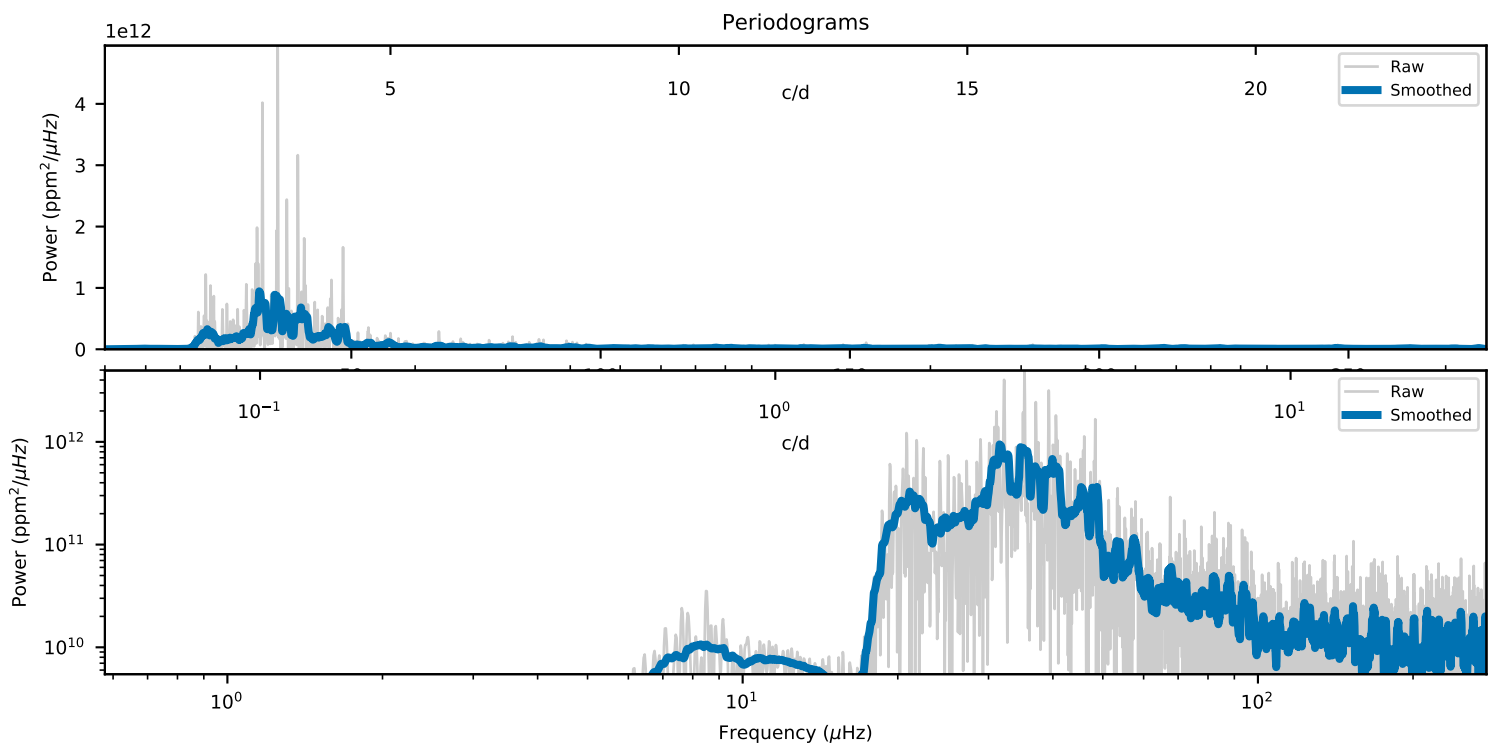 Periodograms
1e12
Raw
Smoothed
5 10 15 20
c/d
4
3
2
1
0
Power (ppm²/μHz)
Raw
Smoothed
10⁻¹ 10⁰ 10¹
c/d
10¹²
10¹¹
10¹⁰
Power (ppm²/μHz)
10⁰ 10¹ 10²
Frequency (μHz)